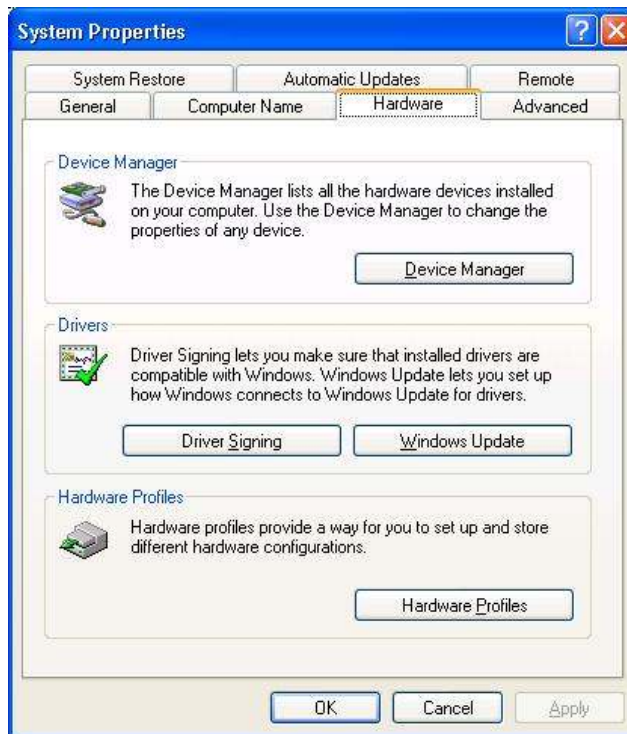 System Properties
System Restore Automatic Updates Remote
General Computer Name Hardware Advanced
Device Manager
The Device Manager lists all the hardware devices installed
on your computer. Use the Device Manager to change the
properties of any device.
Device Manager
Drivers
Driver Signing lets you make sure that installed drivers are
compatible with Windows. Windows Update lets you set up
how Windows connects to Windows Update for drivers.
Driver Signing Windows Update
Hardware Profiles
Hardware profiles provide a way for you to set up and store
different hardware configurations.
Hardware Profiles
OK Cancel Apply